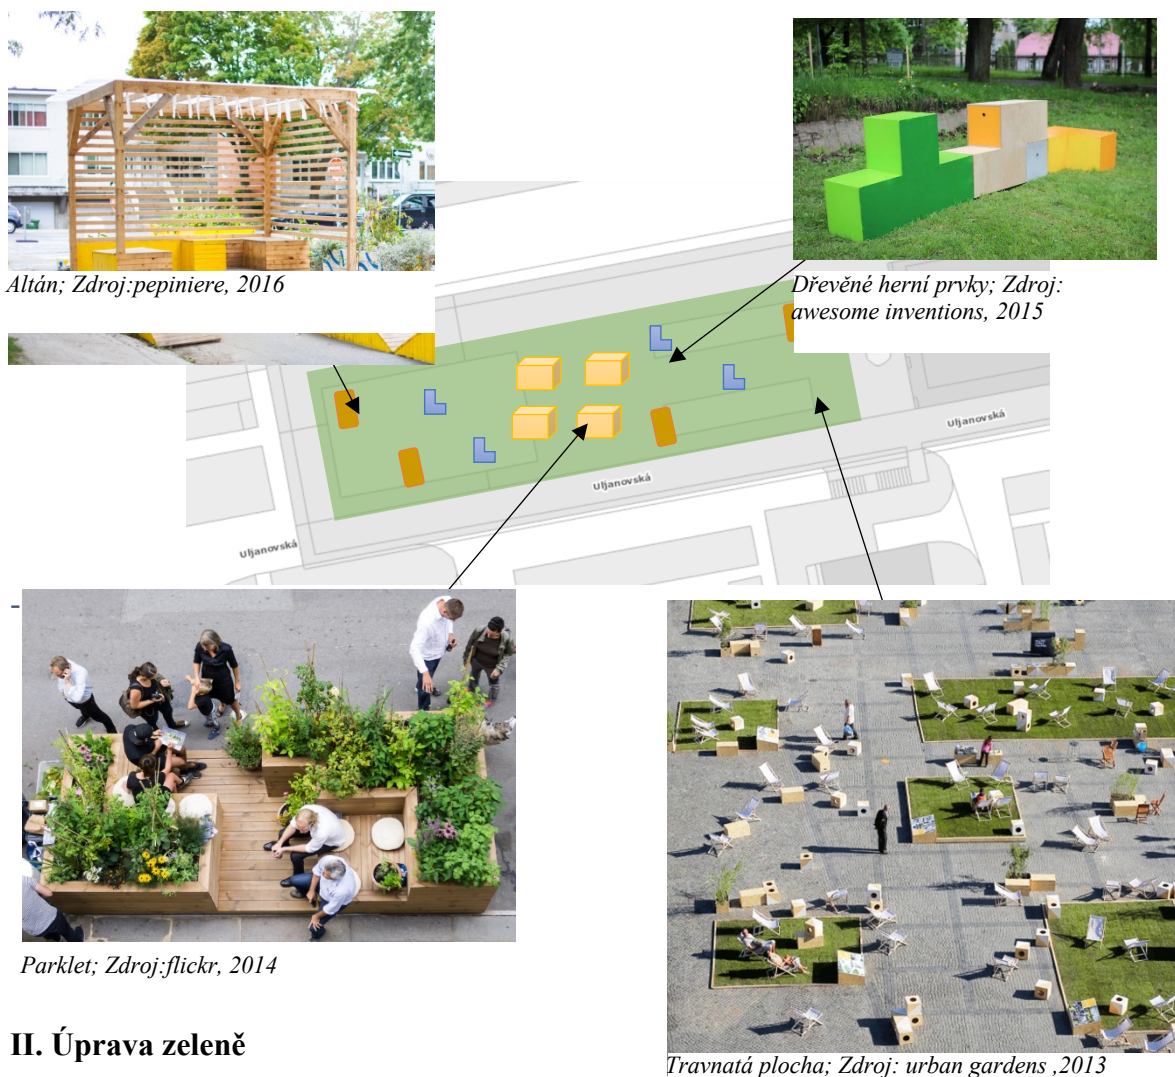 Altán; Zdroj:pepiniere, 2016
Dřevěné herní prvky; Zdroj:
awesome inventions, 2015
Uljanovská
Uljanovská
Uljanovská
-
Parklet; Zdroj:flickr, 2014
II. Úprava zeleně
Travnatá plocha; Zdroj: urban gardens ,2013